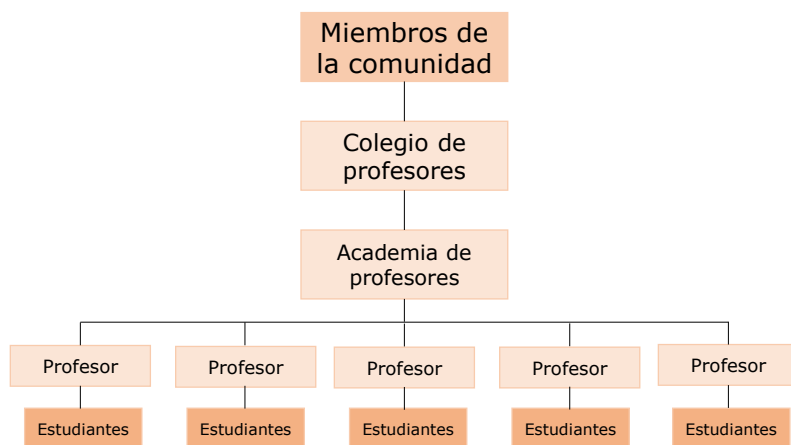 Miembros de
la comunidad
Colegio de
profesores
Academia de
profesores
Profesor
Profesor
Profesor
Profesor
Profesor
Estudiantes
Estudiantes
Estudiantes
Estudiantes
Estudiantes